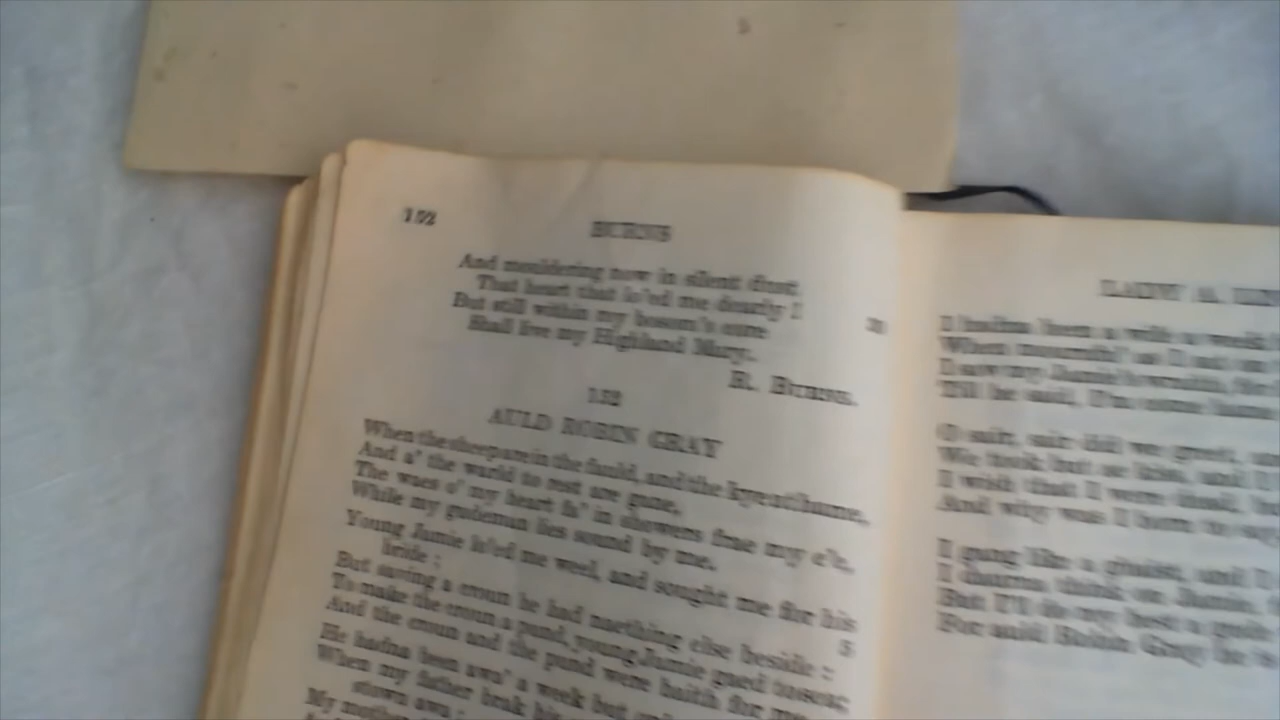 152
BURNS
And mouldering now in silent dust
That heart that lo'ed me dearly!
But still within my bosom's core
Shall live my Highland Mary.
R. BURNS.
152
AULD ROBIN GRAY
When the sheep are in the fauld, and the kye at hame,
And a' the warld to rest are gane,
The waes o' my heart fa' in showers frae my e'e,
While my gudeman lies sound by me.
Young Jamie lo'ed me weel, and sought me for his
bride;
But saving a croun he had naething else beside:
5
To make the croun a pund, young Jamie gaed to sea;
And the croun and the pund were baith for me.
He hadna been awa' a week but
When my father brak his
stown awa;
My mother
LADY A.
I hadna been a wife a week
When mournfu' as I sat on
I saw my Jamie's wraith, for
Till he said, I'm come hame
O sair, sair did we greet,
We took but ae kiss, and I
I wish that I were dead,
And why was I born to say
I gang like a ghaist, and I
I daurna think on Jamie,
But I'll do my best a gude
For auld Robin Gray he is